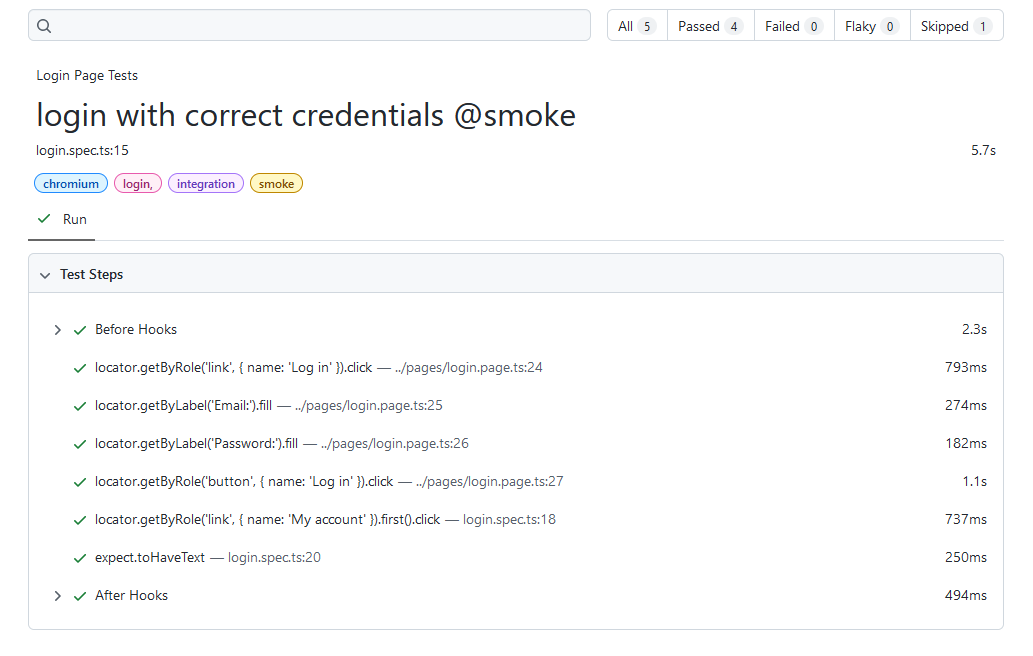 All 5 Passed 4 Failed 0 Flaky 0 Skipped 1
Login Page Tests
login with correct credentials @smoke
login.spec.ts:15 5.7s
chromium login, integration smoke
Run
Test Steps
Before Hooks 2.3s
locator.getByRole('link', { name: 'Log in' }).click — ../pages/login.page.ts:24 793ms
locator.getByLabel('Email:').fill — ../pages/login.page.ts:25 274ms
locator.getByLabel('Password:').fill — ../pages/login.page.ts:26 182ms
locator.getByRole('button', { name: 'Log in' }).click — ../pages/login.page.ts:27 1.1s
locator.getByRole('link', { name: 'My account' }).first().click — login.spec.ts:18 737ms
expect.toHaveText — login.spec.ts:20 250ms
After Hooks 494ms